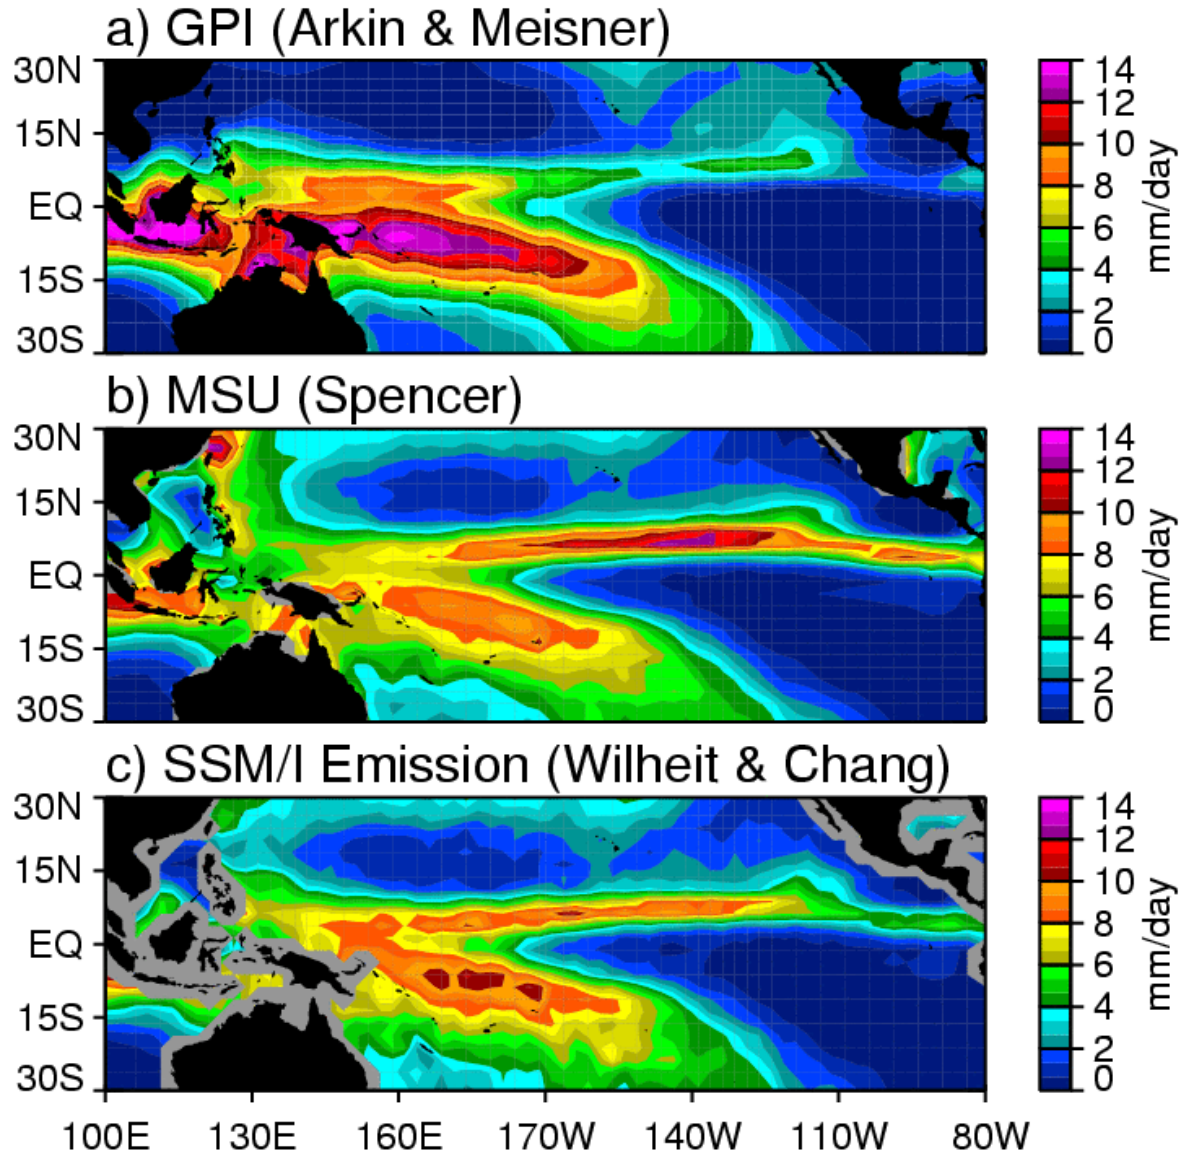 a) GPI (Arkin & Meisner)
30N
15N
EQ
15S
30S
14
12
10
8
6
4
2
0
mm/day
b) MSU (Spencer)
30N
15N
EQ
15S
30S
14
12
10
8
6
4
2
0
mm/day
c) SSM/I Emission (Wilheit & Chang)
30N
15N
EQ
15S
30S
14
12
10
8
6
4
2
0
mm/day
100E 130E 160E 170W 140W 110W 80W